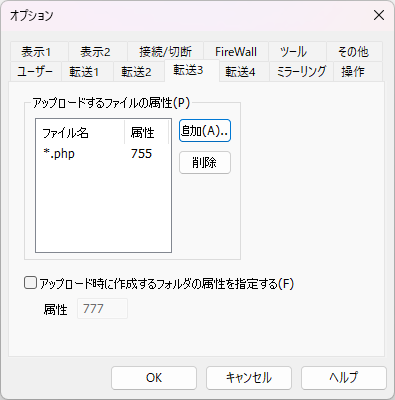 オプション
表示1 表示2 接続/切断 FireWall ツール その他
ユーザー 転送1 転送2 転送3 転送4 ミラーリング 操作
アップロードするファイルの属性(P)
ファイル名 属性
*.php 755
追加(A)..
削除
アップロード時に作成するフォルダの属性を指定する(F)
属性 777
OK キャンセル ヘルプ